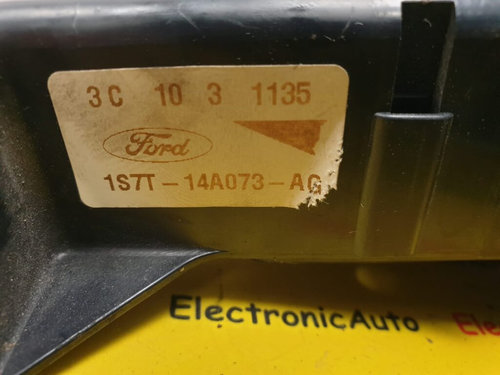 3C 10 3 1135
Ford
1S7T-14A073-AG
ElectronicAuto